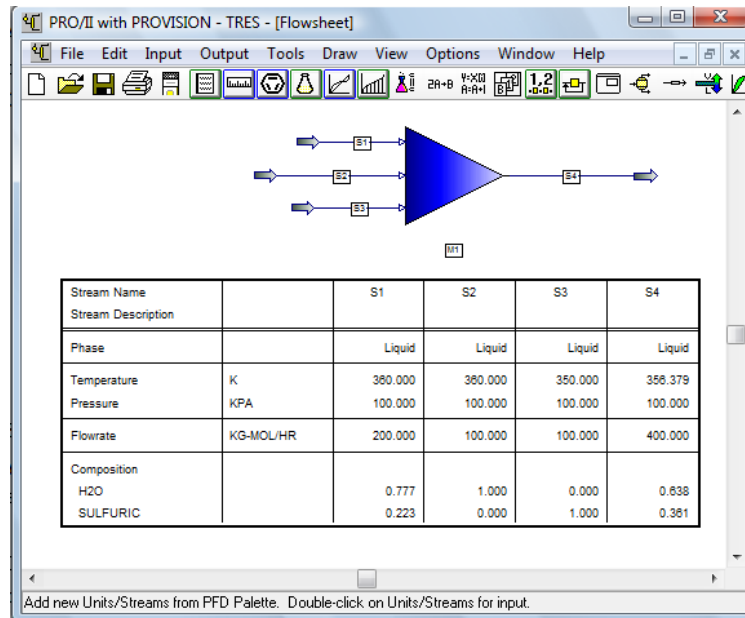 PRO/II with PROVISION - TRES - [Flowsheet]
File Edit Input Output Tools Draw View Options Window Help
2A+B
1.2
S1
S2
S4
S3
M1
Stream Name S1 S2 S3 S4
Stream Description
Phase Liquid Liquid Liquid Liquid
Temperature K 360.000 360.000 350.000 356.379
Pressure KPA 100.000 100.000 100.000 100.000
Flowrate KG-MOL/HR 200.000 100.000 100.000 400.000
Composition
H2O 0.777 1.000 0.000 0.638
SULFURIC 0.223 0.000 1.000 0.361
Add new Units/Streams from PFD Palette. Double-click on Units/Streams for input.